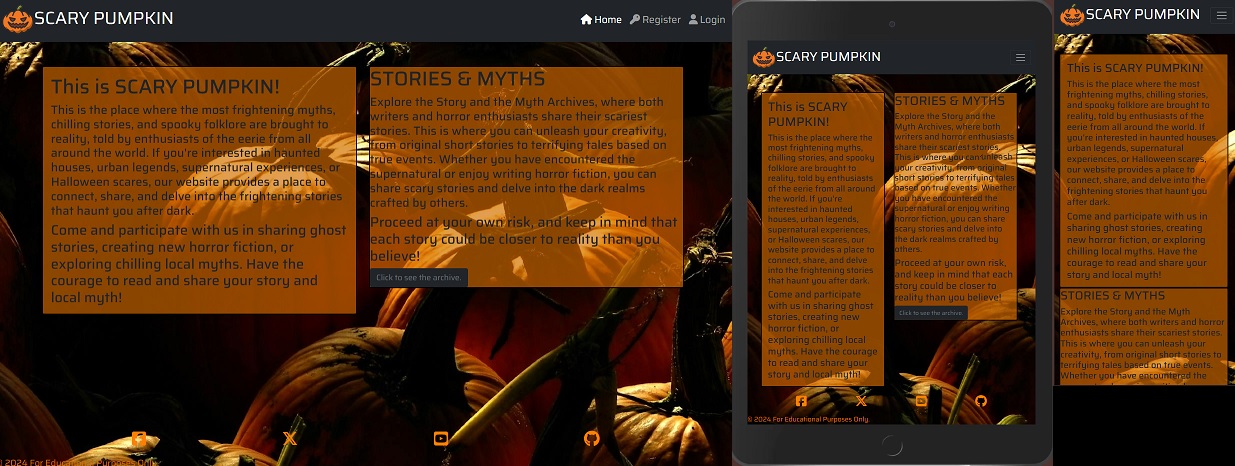 SCARY PUMPKIN
Home Register Login
This is SCARY PUMPKIN!
This is the place where the most frightening myths,
chilling stories, and spooky folklore are brought to
reality, told by enthusiasts of the eerie from all
around the world. If you're interested in haunted
houses, urban legends, supernatural experiences, or
Halloween scares, our website provides a place to
connect, share, and delve into the frightening stories
that haunt you after dark.
Come and participate with us in sharing ghost
stories, creating new horror fiction, or
exploring chilling local myths. Have the
courage to read and share your story and
local myth!
STORIES & MYTHS
Explore the Story and the Myth Archives, where both
writers and horror enthusiasts share their scariest
stories. This is where you can unleash your creativity,
from original short stories to terrifying tales based on
true events. Whether you have encountered the
supernatural or enjoy writing horror fiction, you can
share scary stories and delve into the dark realms
crafted by others.
Proceed at your own risk, and keep in mind that
each story could be closer to reality than you
believe!
Click to see the archive.
© 2024 For Educational Purposes Only.
SCARY PUMPKIN
This is SCARY
PUMPKIN!
This is the place where the
most frightening myths,
chilling stories, and spooky
folklore are brought to
reality, told by enthusiasts
of the eerie from all around
the world. If you're
interested in haunted
houses, urban legends,
supernatural experiences,
or Halloween scares, our
website provides a place to
connect, share, and delve
into the frightening stories
that haunt you after dark.
Come and participate
with us in sharing ghost
stories, creating new
horror fiction, or
exploring chilling local
myths. Have the courage
to read and share your
story and local myth!
STORIES & MYTHS
Explore the Story and the
Myth Archives, where both
writers and horror enthusiasts
share their scariest stories.
This is where you can unleash
your creativity, from original
short stories to terrifying tales
based on true events. Whether
you have encountered the
supernatural or enjoy writing
horror fiction, you can share
scary stories and delve into
the dark realms crafted by
others.
Proceed at your own risk,
and keep in mind that each
story could be closer to
reality than you believe!
Click to see the archive.
© 2024 For Educational Purposes Only.
SCARY PUMPKIN
This is SCARY PUMPKIN!
This is the place where the most
frightening myths, chilling stories,
and spooky folklore are brought to
reality, told by enthusiasts of the
eerie from all around the world. If
you're interested in haunted houses,
urban legends, supernatural
experiences, or Halloween scares,
our website provides a place to
connect, share, and delve into the
frightening stories that haunt you
after dark.
Come and participate with us in
sharing ghost stories, creating
new horror fiction, or exploring
chilling local myths. Have the
courage to read and share your
story and local myth!
STORIES & MYTHS
Explore the Story and the Myth
Archives, where both writers and horror
enthusiasts share their scariest stories.
This is where you can unleash your
creativity, from original short stories to
terrifying tales based on true events.
Whether you have encountered the